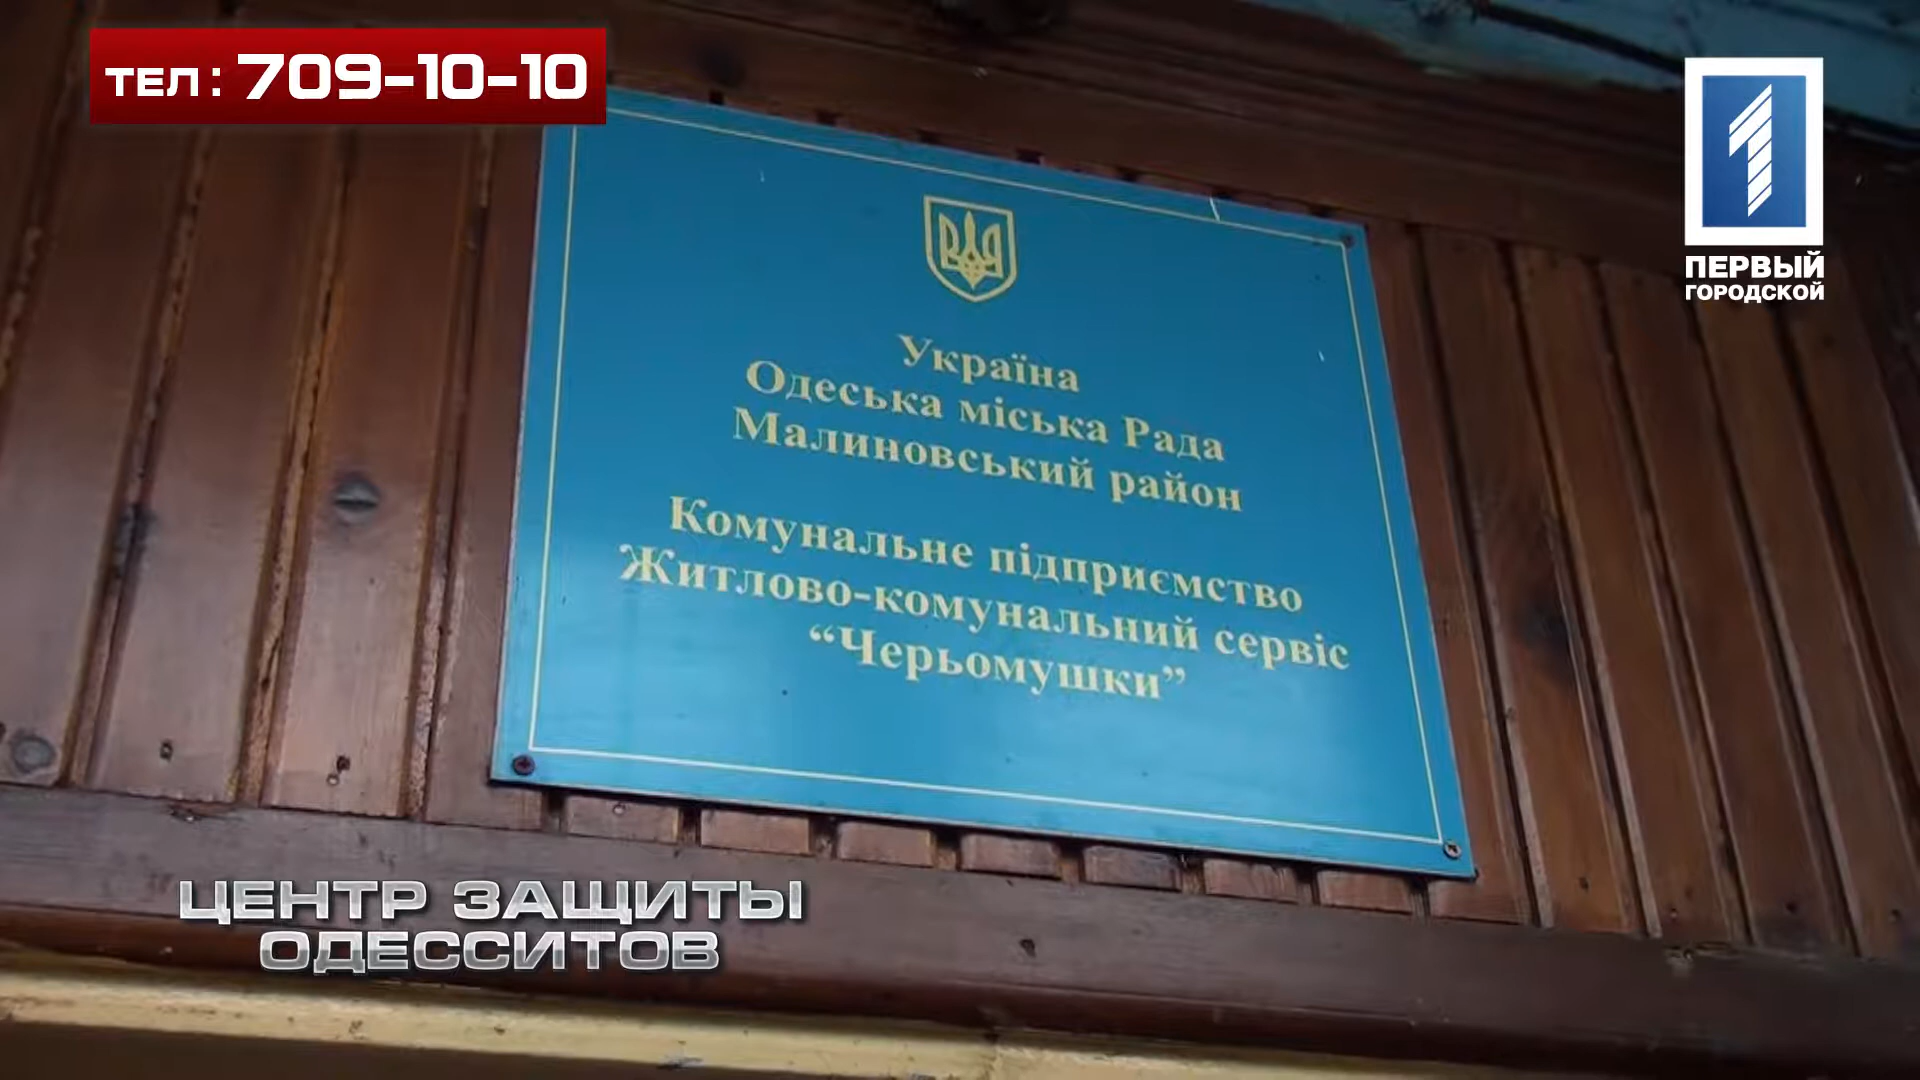 ТЕЛ: 709-10-10
ПЕРВЫЙ
ГОРОДСКОЙ
Україна
Одеська міська Рада
Малиновський район
Комунальне підприємство
Житлово-комунальний сервіс
“Черьомушки”
ЦЕНТР ЗАЩИТЫ
ОДЕССИТОВ